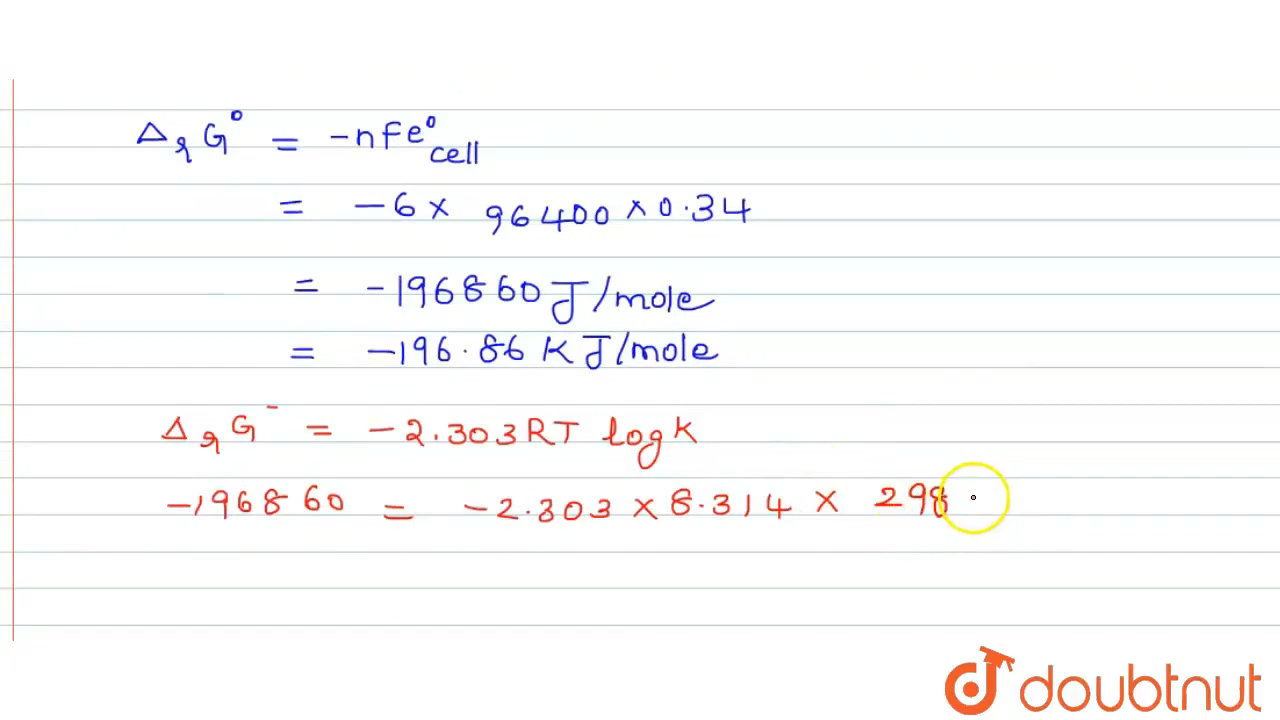 ΔrG° = -nFe°cell
= -6 × 96400 × 0.34
= -196860 J/mole
= -196.86 KJ/mole
ΔrG⁻ = -2.303RT log K
-196860 = -2.303 × 8.314 × 298
doubtnut